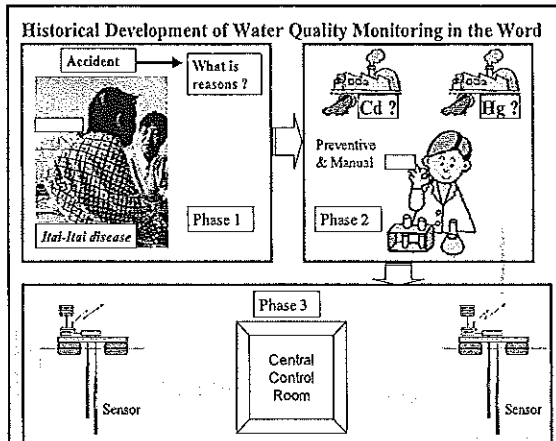 Historical Development of Water Quality Monitoring in the Word
Accident
What is
reasons ?
Phase 1
Itai-Itai disease
Cd ?
Hg ?
Preventive
& Manual
Phase 2
Phase 3
Sensor
Central
Control
Room
Sensor